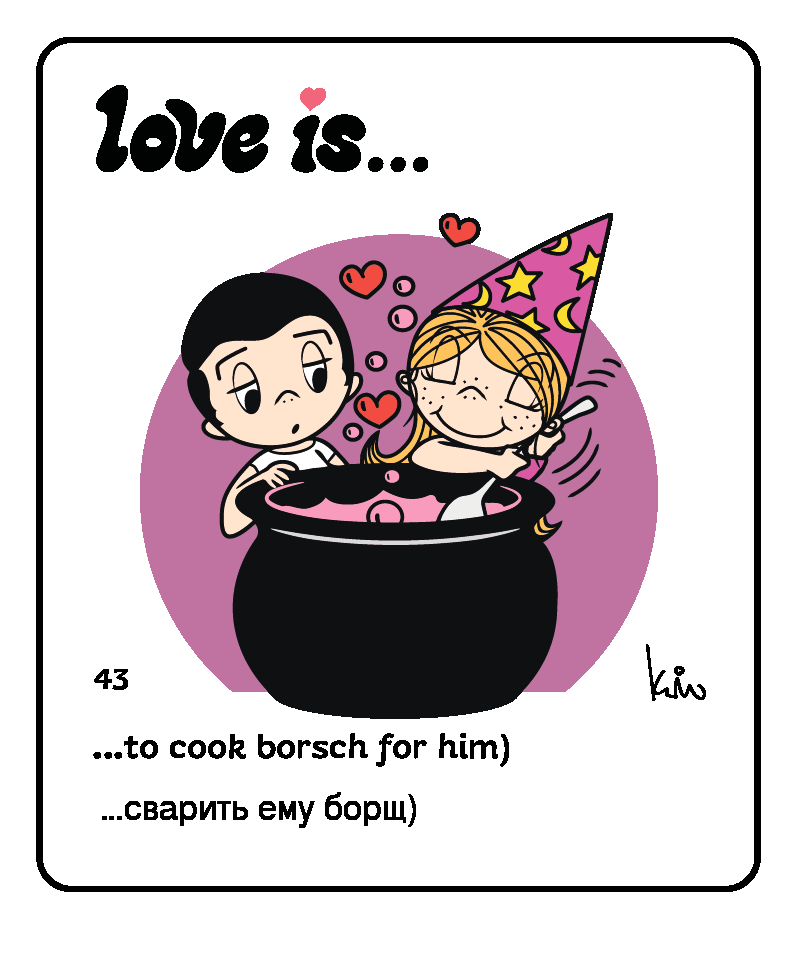 love is...
43
kim
...to cook borsch for him)
...сварить ему борщ)